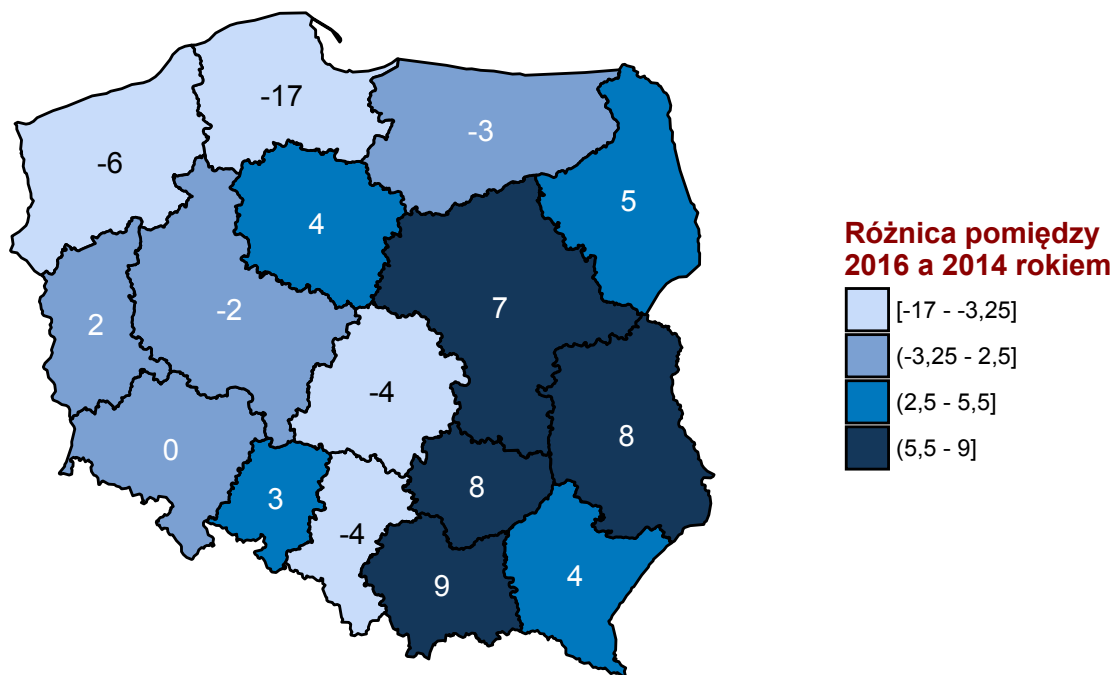 -17
-3
-6
5
4
7
-2
2
-4
8
0
8
3
-4
9
4
Różnica pomiędzy
2016 a 2014 rokiem
[-17 - -3,25]
(-3,25 - 2,5]
(2,5 - 5,5]
(5,5 - 9]